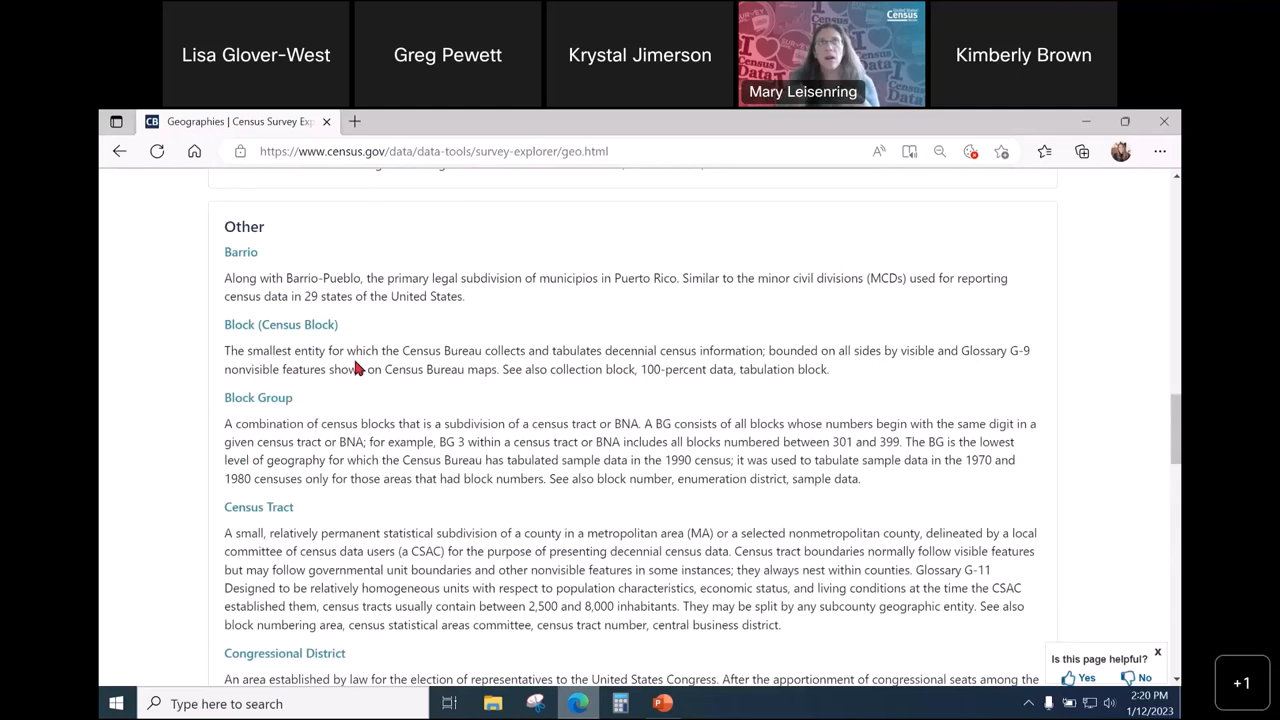 Lisa Glover-West
Greg Pewett
Krystal Jimerson
United States
Census
Mary Leisenring
Kimberly Brown
CB
Geographies | Census Survey Exp
https://www.census.gov/data/data-tools/survey-explorer/geo.html
Other
Barrio
Along with Barrio-Pueblo, the primary legal subdivision of municipios in Puerto Rico. Similar to the minor civil divisions (MCDs) used for reporting
census data in 29 states of the United States.
Block (Census Block)
The smallest entity for which the Census Bureau collects and tabulates decennial census information; bounded on all sides by visible and Glossary G-9
nonvisible features shown on Census Bureau maps. See also collection block, 100-percent data, tabulation block.
Block Group
A combination of census blocks that is a subdivision of a census tract or BNA. A BG consists of all blocks whose numbers begin with the same digit in a
given census tract or BNA; for example, BG 3 within a census tract or BNA includes all blocks numbered between 301 and 399. The BG is the lowest
level of geography for which the Census Bureau has tabulated sample data in the 1990 census; it was used to tabulate sample data in the 1970 and
1980 censuses only for those areas that had block numbers. See also block number, enumeration district, sample data.
Census Tract
A small, relatively permanent statistical subdivision of a county in a metropolitan area (MA) or a selected nonmetropolitan county, delineated by a local
committee of census data users (a CSAC) for the purpose of presenting decennial census data. Census tract boundaries normally follow visible features
but may follow governmental unit boundaries and other nonvisible features in some instances; they always nest within counties. Glossary G-11
Designed to be relatively homogeneous units with respect to population characteristics, economic status, and living conditions at the time the CSAC
established them, census tracts usually contain between 2,500 and 8,000 inhabitants. They may be split by any subcounty geographic entity. See also
block numbering area, census statistical areas committee, census tract number, central business district.
Congressional District
An area established by law for the election of representatives to the United States Congress. After the apportionment of congressional seats among the
Is this page helpful? X
Yes No
Type here to search
2:20 PM
1/12/2023
+1